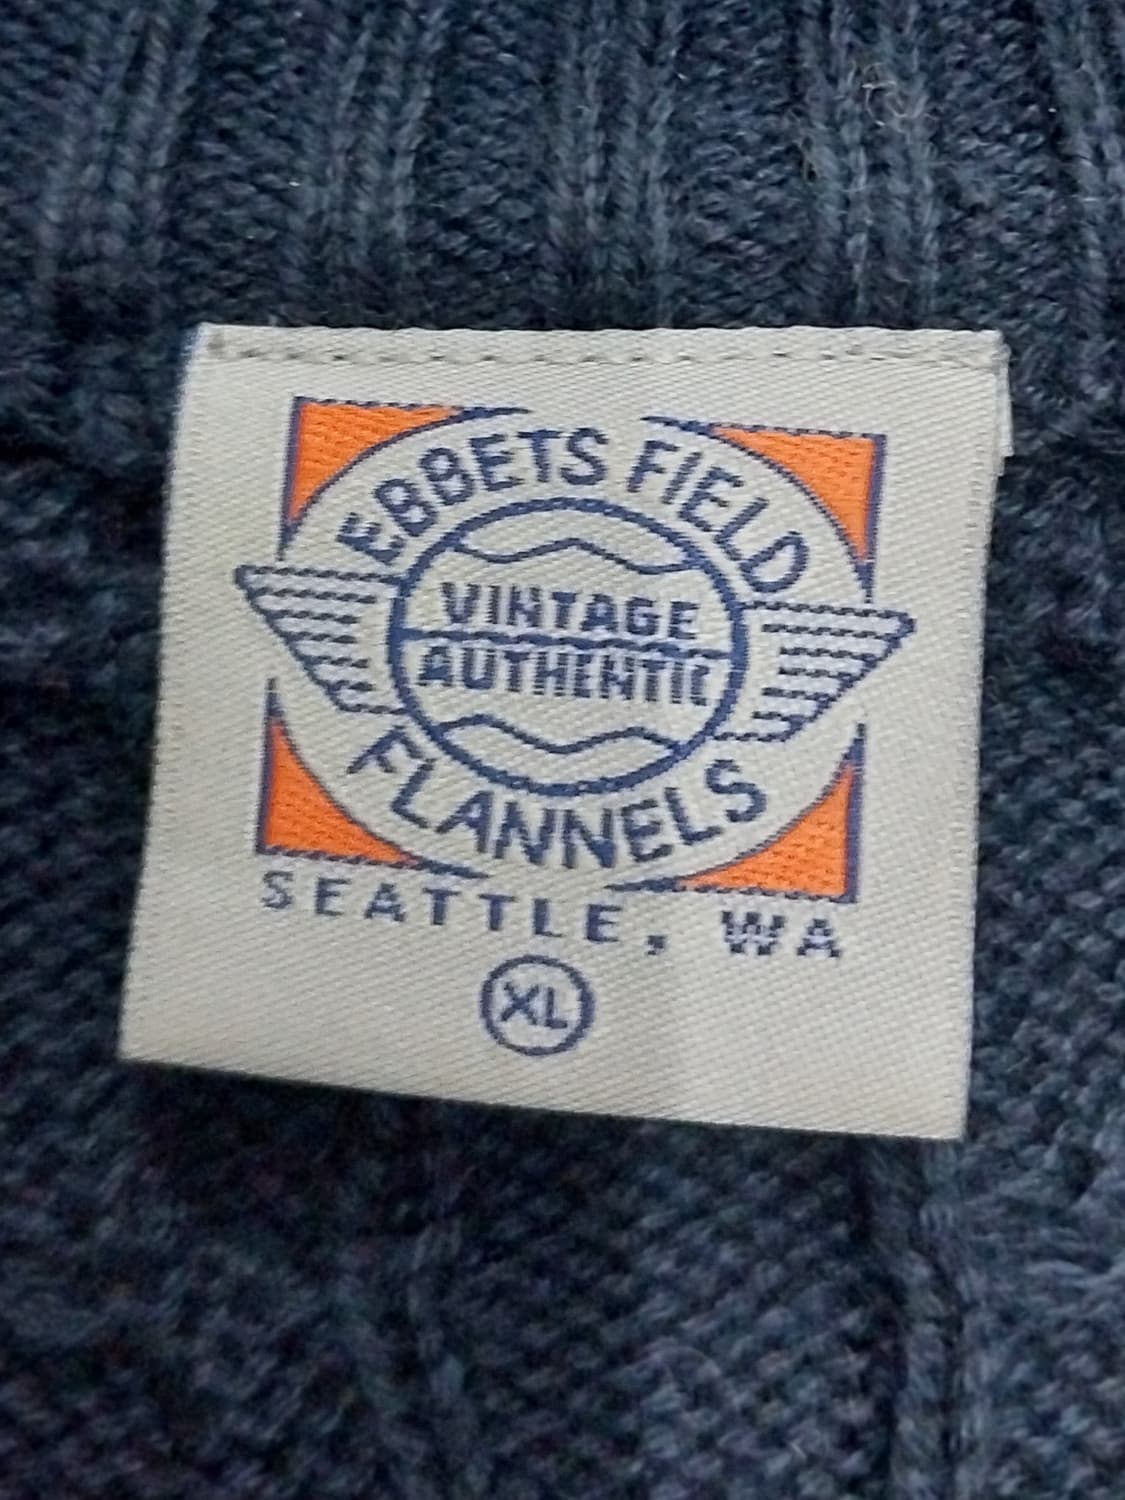 EBBETS FIELD
VINTAGE
AUTHENTIC
FLANNELS
SEATTLE, WA
XL